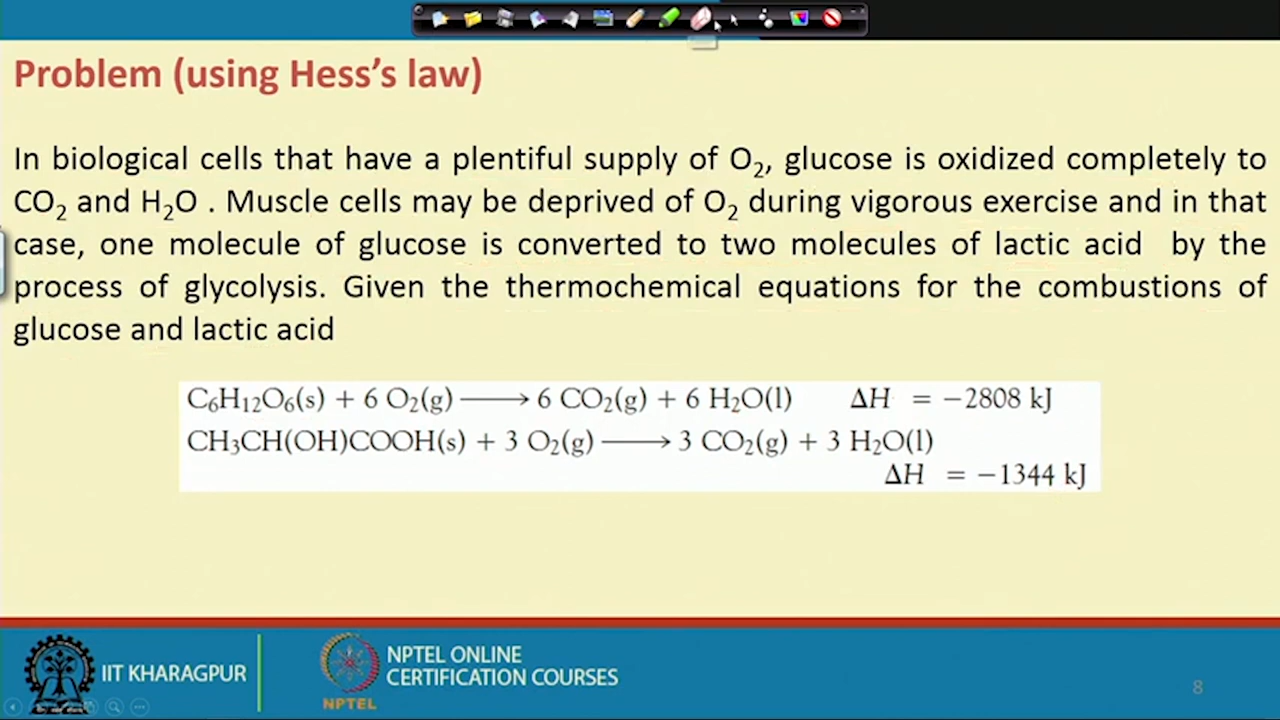 Problem (using Hess's law)
In biological cells that have a plentiful supply of O₂, glucose is oxidized completely to
CO₂ and H₂O . Muscle cells may be deprived of O₂ during vigorous exercise and in that
case, one molecule of glucose is converted to two molecules of lactic acid by the
process of glycolysis. Given the thermochemical equations for the combustions of
glucose and lactic acid
C₆H₁₂O₆(s) + 6 O₂(g) ⟶ 6 CO₂(g) + 6 H₂O(l) ΔH = −2808 kJ
CH₃CH(OH)COOH(s) + 3 O₂(g) ⟶ 3 CO₂(g) + 3 H₂O(l)
ΔH = −1344 kJ
IIT KHARAGPUR
NPTEL
NPTEL ONLINE
CERTIFICATION COURSES
8